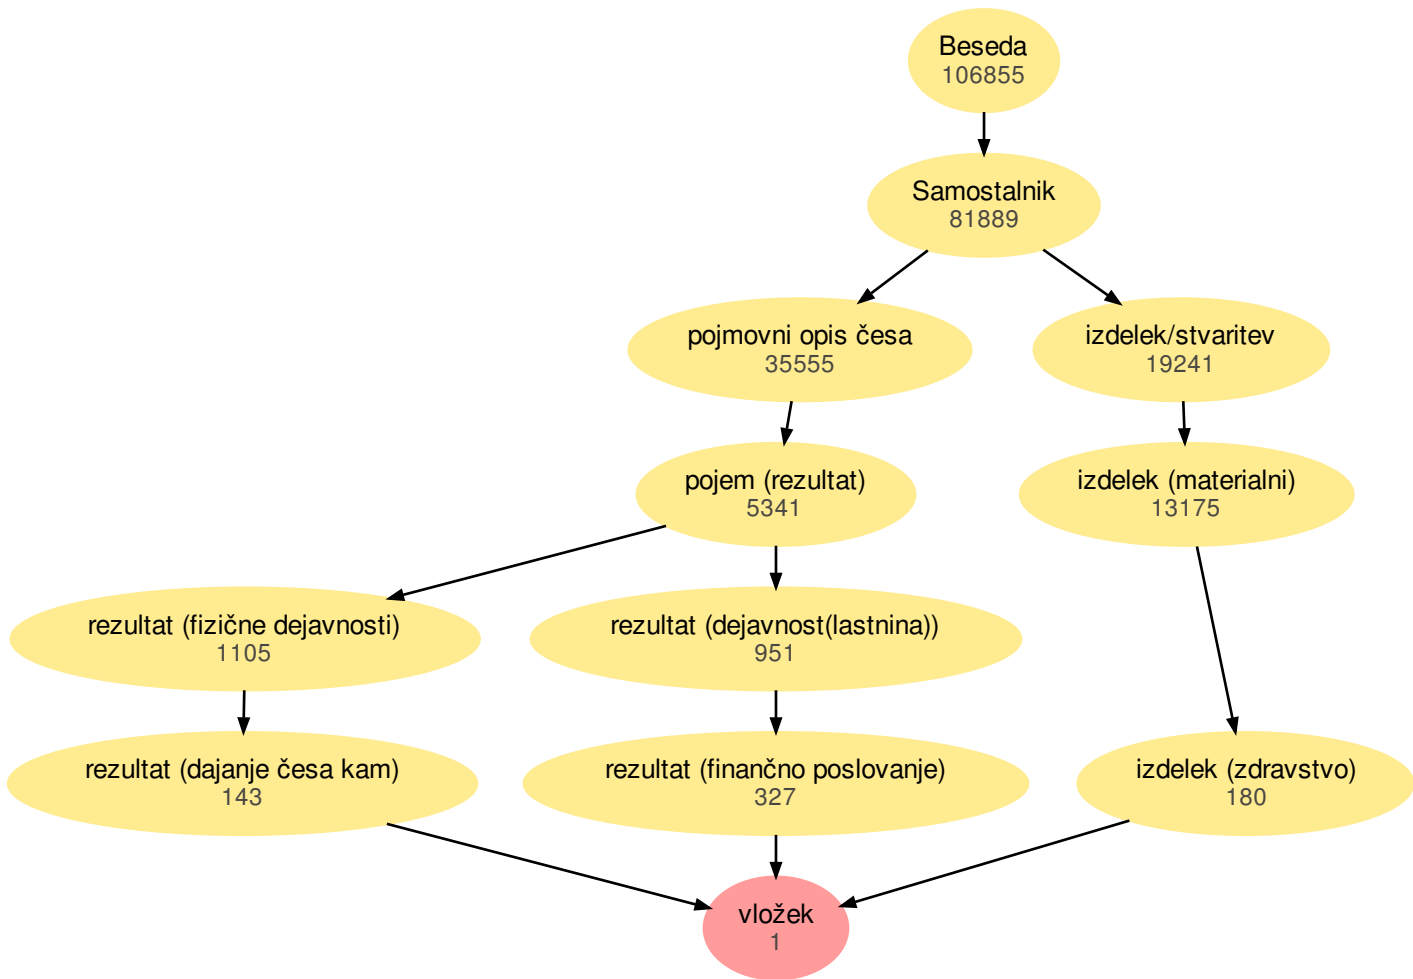 Beseda
106855
Samostalnik
81889
pojmovni opis česa
35555
izdelek/stvaritev
19241
pojem (rezultat)
5341
izdelek (materialni)
13175
rezultat (fizične dejavnosti)
1105
rezultat (dejavnost(lastnina))
951
rezultat (dajanje česa kam)
143
rezultat (finančno poslovanje)
327
izdelek (zdravstvo)
180
vložek
1